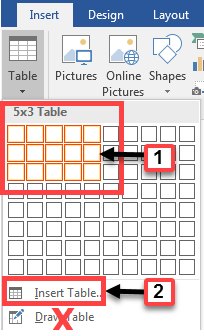 Insert Design Layout
Table Pictures Online Pictures Shapes
5x3 Table
1
Insert Table...
2
Draw Table
X